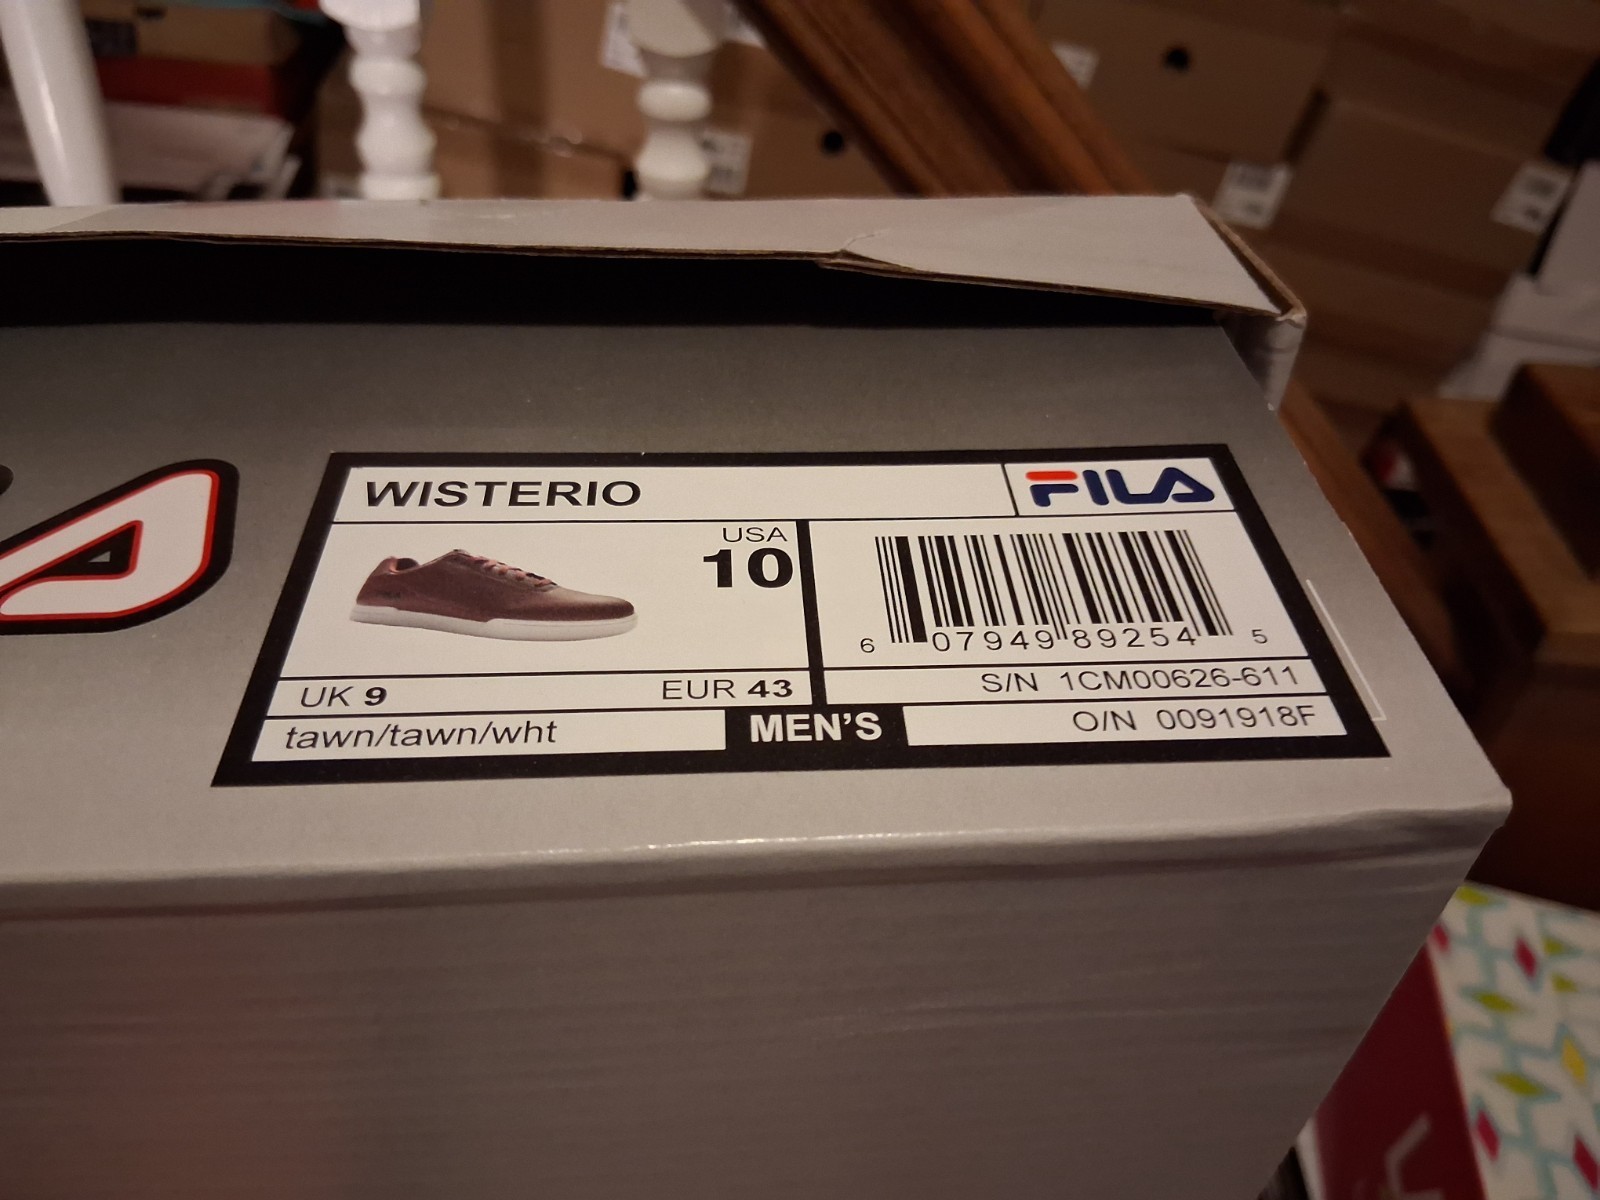 WISTERIO
FILA
USA
10
6 07949 89254 5
UK 9
EUR 43
S/N 1CM00626-611
tawn/tawn/wht
MEN'S
O/N 0091918F